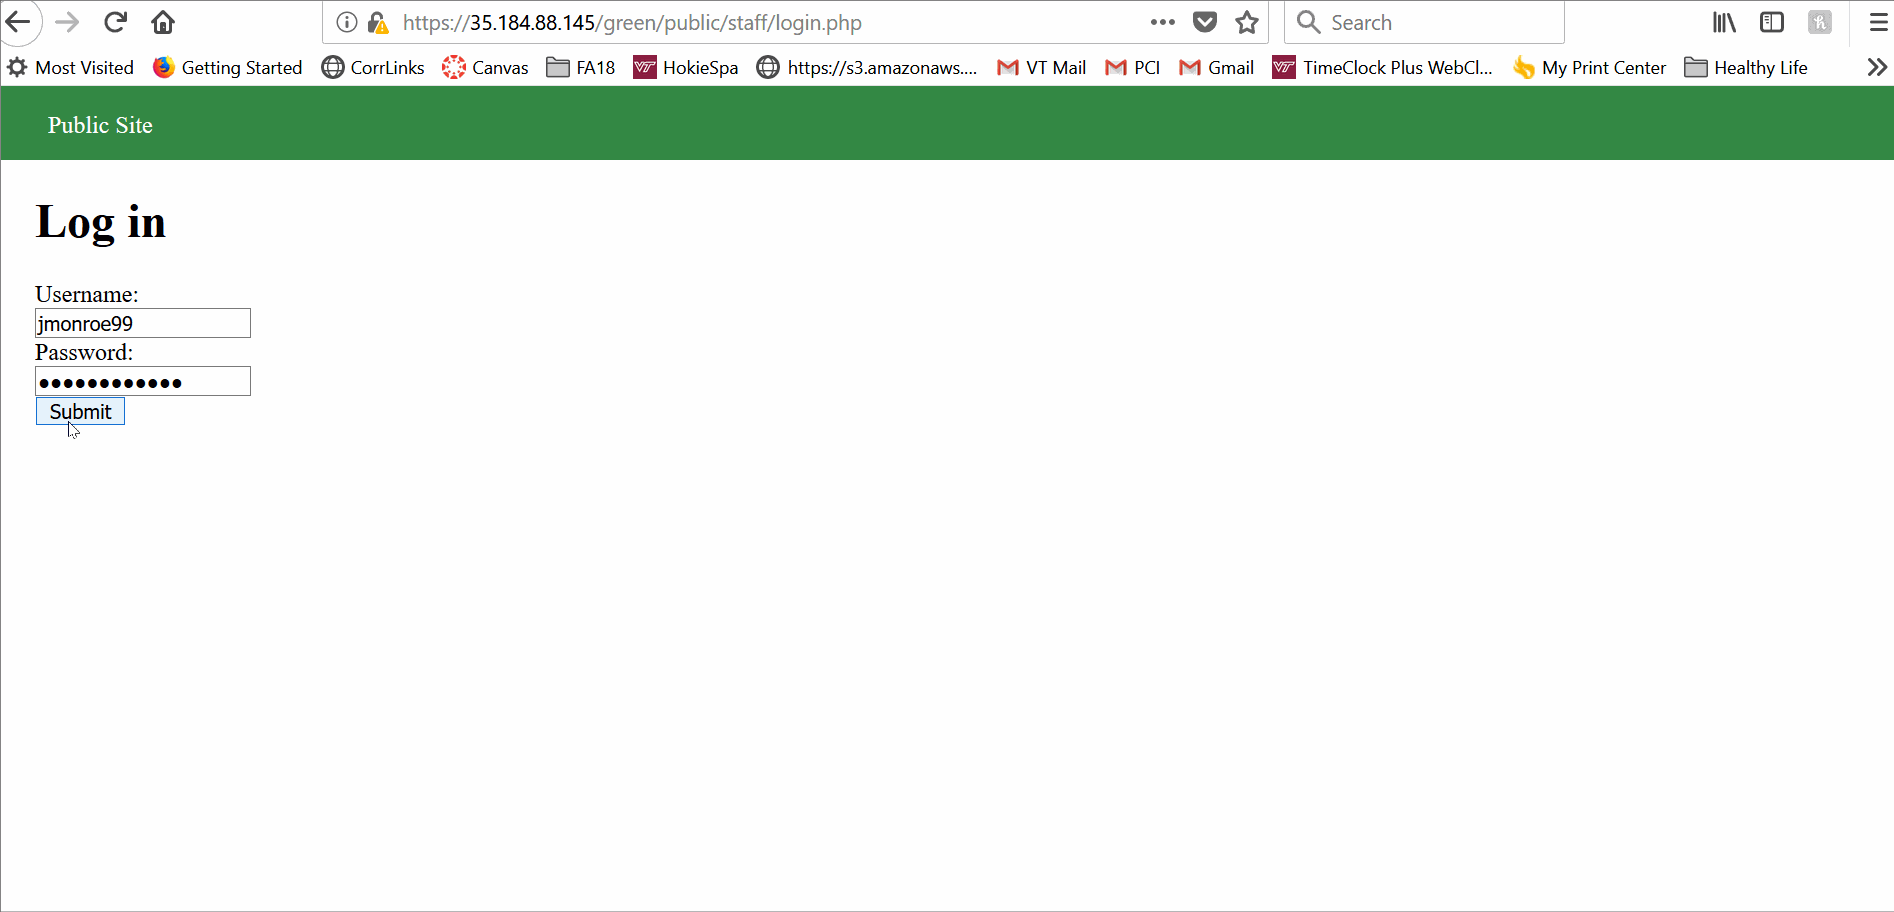 https://35.184.88.145/green/public/staff/login.php Search
Most Visited Getting Started CorrLinks Canvas FA18 HokieSpa https://s3.amazonaws.... VT Mail PCI Gmail TimeClock Plus WebCl... My Print Center Healthy Life
Public Site
Log in
Username:
jmonroe99
Password:
●●●●●●●●●●●●
Submit